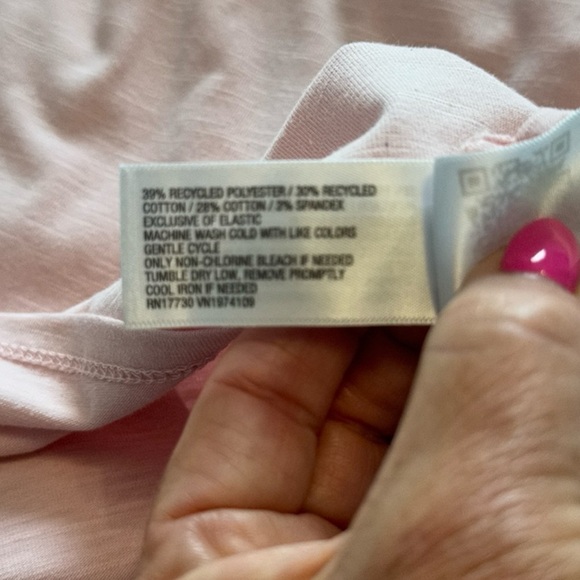 39% RECYCLED POLYESTER / 30% RECYCLED
COTTON / 28% COTTON / 3% SPANDEX
EXCLUSIVE OF ELASTIC
MACHINE WASH COLD WITH LIKE COLORS
GENTLE CYCLE
ONLY NON-CHLORINE BLEACH IF NEEDED
TUMBLE DRY LOW, REMOVE PROMPTLY
COOL IRON IF NEEDED
RN17730 VN1974109